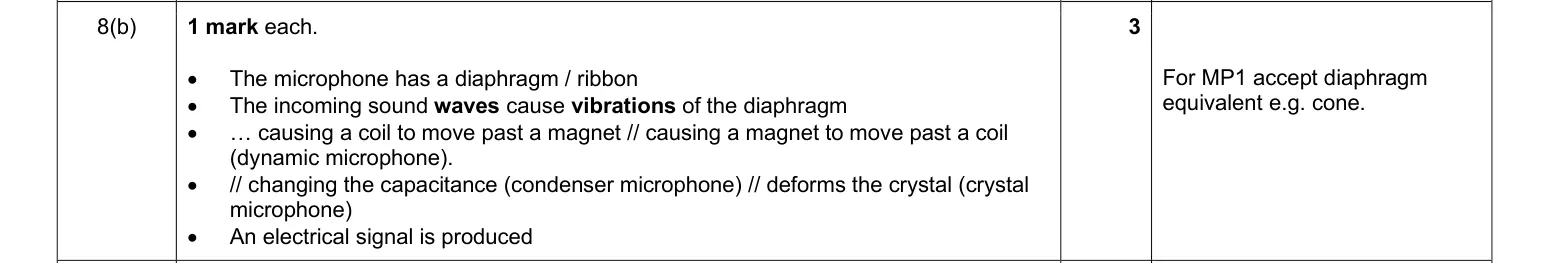 8(b)
1 mark each.
3
• The microphone has a diaphragm / ribbon
• The incoming sound waves cause vibrations of the diaphragm
• … causing a coil to move past a magnet // causing a magnet to move past a coil
(dynamic microphone).
• // changing the capacitance (condenser microphone) // deforms the crystal (crystal
microphone)
• An electrical signal is produced
For MP1 accept diaphragm
equivalent e.g. cone.